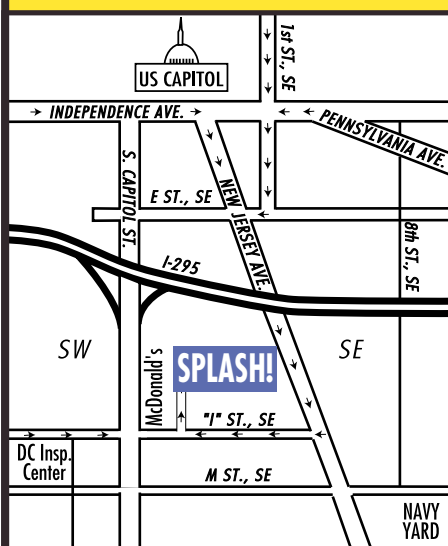 1st ST., SE
US CAPITOL
INDEPENDENCE AVE.
PENNSYLVANIA AVE.
S. CAPITOL ST.
E ST., SE
NEW JERSEY AVE.
8th ST., SE
I-295
SW
McDonald's
SPLASH!
SE
"I" ST., SE
DC Insp.
Center
M ST., SE
NAVY
YARD